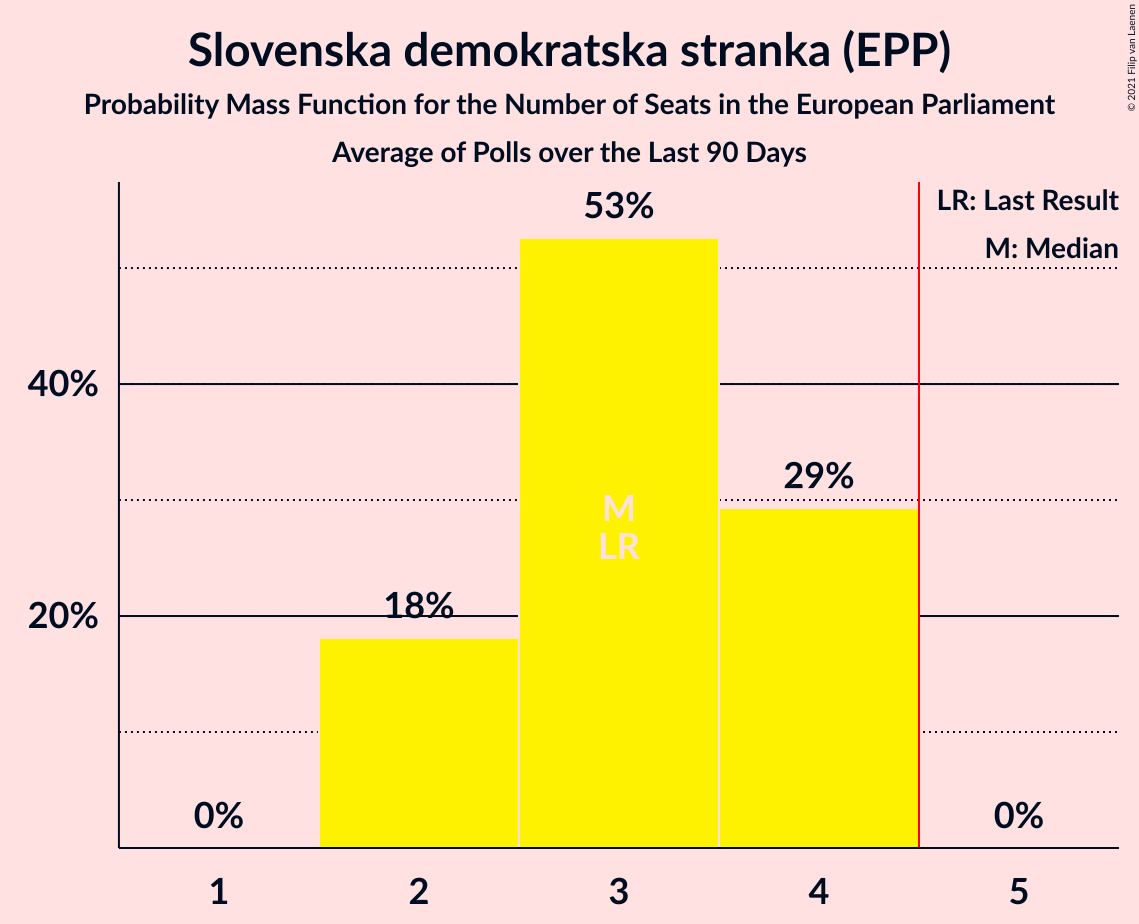 Slovenska demokratska stranka (EPP)
Probability Mass Function for the Number of Seats in the European Parliament
Average of Polls over the Last 90 Days
© 2021 Filip van Laenen
LR: Last Result
M: Median
53%
40%
29%
M
LR
20%
18%
0%
0%
1
2
3
4
5